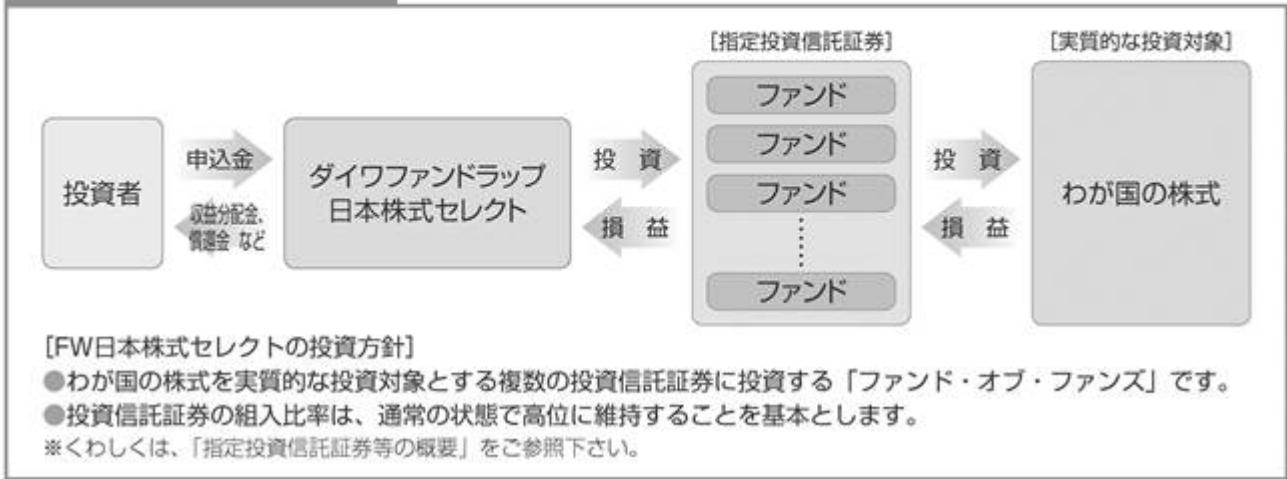 [指定投資信託証券]
[実質的な投資対象]
投資者
申込金
収益分配金、
償還金 など
ダイワファンドラップ
日本株式セレクト
投 資
損 益
ファンド
ファンド
ファンド
ファンド
投 資
損 益
わが国の株式
[FW日本株式セレクトの投資方針]
●わが国の株式を実質的な投資対象とする複数の投資信託証券に投資する「ファンド・オブ・ファンズ」です。
●投資信託証券の組入比率は、通常の状態で高位に維持することを基本とします。
※くわしくは、「指定投資信託証券等の概要」をご参照下さい。